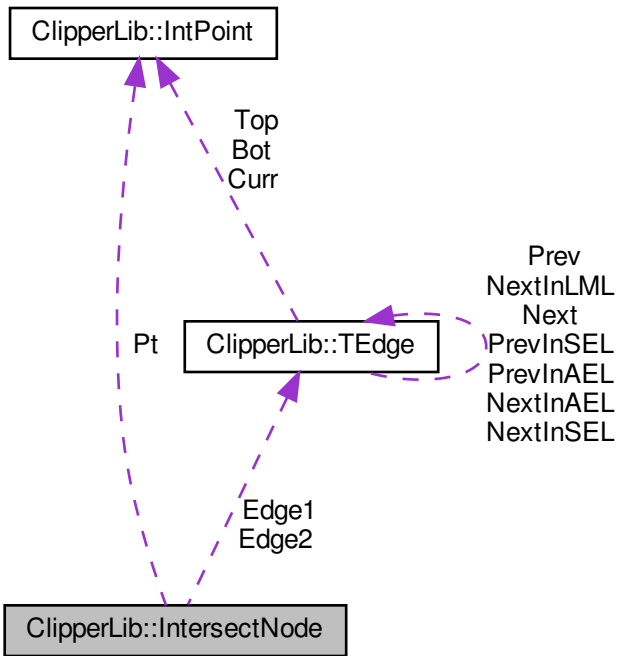 ClipperLib::IntPoint
Top
Bot
Curr
Prev
NextInLML
Next
PrevInSEL
PrevInAEL
NextInAEL
NextInSEL
Pt
ClipperLib::TEdge
Edge1
Edge2
ClipperLib::IntersectNode